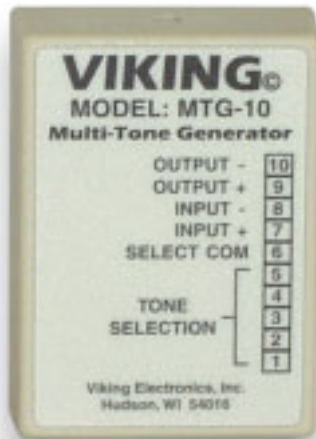 VIKING©
MODEL: MTG-10
Multi-Tone Generator
OUTPUT - 10
OUTPUT + 9
INPUT - 8
INPUT + 7
SELECT COM 6
5
4
TONE
SELECTION
3
2
1
Viking Electronics, Inc.
Hudson, WI 54016